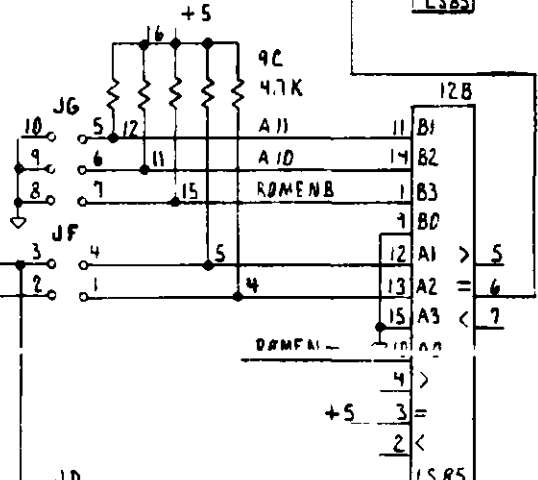 LS85
+5
16
9C
4.7K
12B
JG
10 5 12 A11 11 B1
9 6 11 A10 14 B2
8 7 15 ROMENB 1 B3
9 B0
JF
3 4 5 12 A1 > 5
2 1 4 13 A2 = 6
15 A3 < 7
4 >
+5 3 =
2 <
JD
LS85